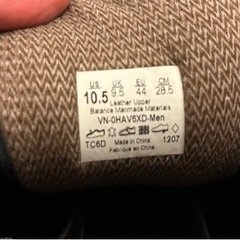 US UK EU CM
10.5 9.5 44 28.5
Leather Upper
Balance Manmade Materials
VN-0HAV6XD-Men
TC6D Made in China 1207
Fabriqué en China